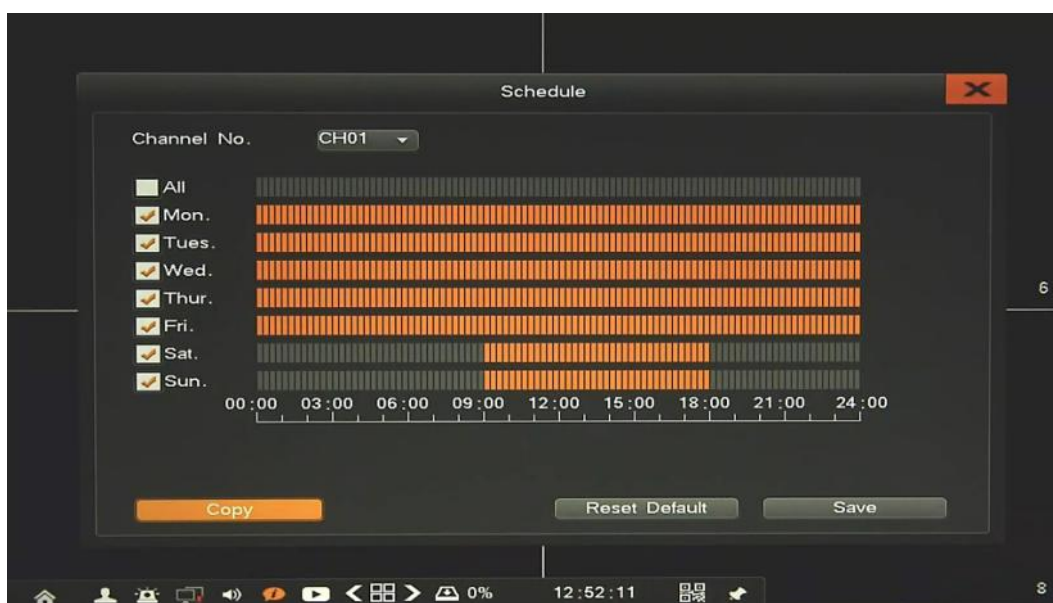 Schedule
Channel No. CH01
All
Mon.
Tues.
Wed.
Thur.
Fri.
Sat.
Sun.
00:00 03:00 06:00 09:00 12:00 15:00 18:00 21:00 24:00
Copy Reset Default Save
6
0% 12:52:11
8